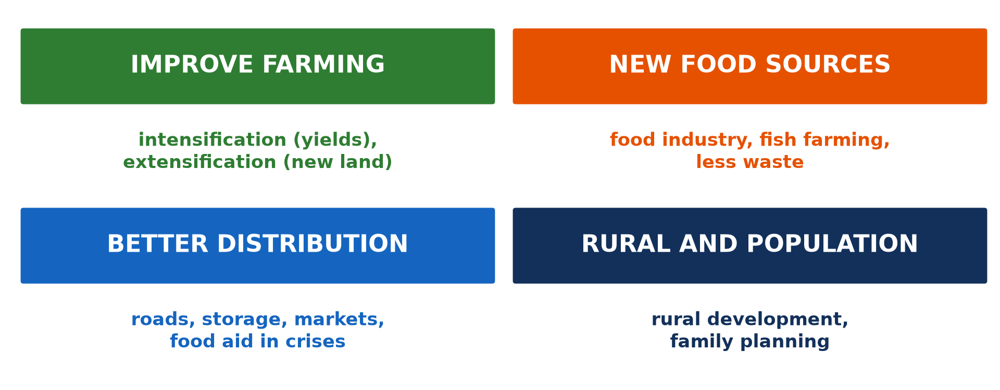 IMPROVE FARMING
intensification (yields),
extensification (new land)
NEW FOOD SOURCES
food industry, fish farming,
less waste
BETTER DISTRIBUTION
roads, storage, markets,
food aid in crises
RURAL AND POPULATION
rural development,
family planning